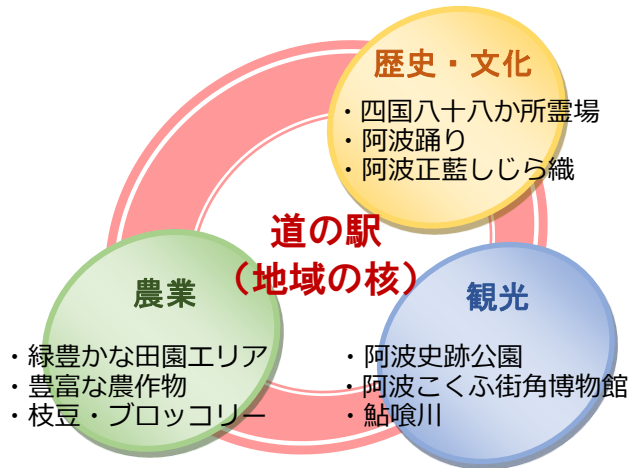 歴史・文化
・四国八十八か所霊場
・阿波踊り
・阿波正藍しじら織
道の駅
（地域の核）
農業
・緑豊かな田園エリア
・豊富な農作物
・枝豆・ブロッコリー
観光
・阿波史跡公園
・阿波こくふ街角博物館
・鮎喰川